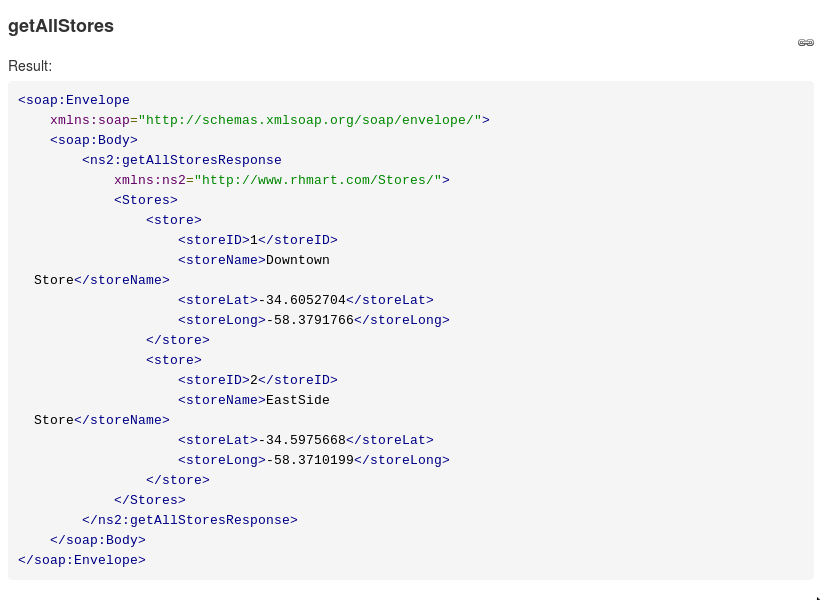 getAllStores
Result:
<soap:Envelope
    xmlns:soap="http://schemas.xmlsoap.org/soap/envelope/">
    <soap:Body>
        <ns2:getAllStoresResponse
            xmlns:ns2="http://www.rhmart.com/Stores/">
            <Stores>
                <store>
                    <storeID>1</storeID>
                    <storeName>Downtown
  Store</storeName>
                    <storeLat>-34.6052704</storeLat>
                    <storeLong>-58.3791766</storeLong>
                </store>
                <store>
                    <storeID>2</storeID>
                    <storeName>EastSide
  Store</storeName>
                    <storeLat>-34.5975668</storeLat>
                    <storeLong>-58.3710199</storeLong>
                </store>
            </Stores>
        </ns2:getAllStoresResponse>
    </soap:Body>
</soap:Envelope>